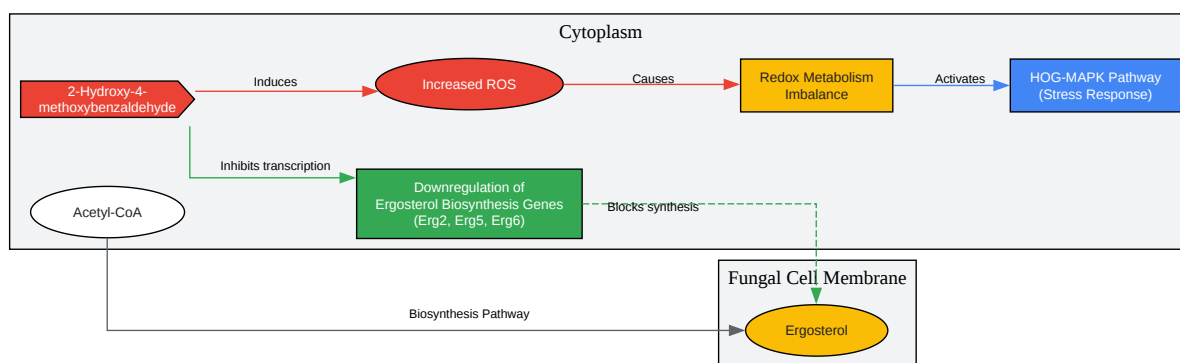 Cytoplasm
2-Hydroxy-4-
methoxybenzaldehyde
Induces
Increased ROS
Causes
Redox Metabolism
Imbalance
Activates
HOG-MAPK Pathway
(Stress Response)
Inhibits transcription
Downregulation of
Ergosterol Biosynthesis Genes
(Erg2, Erg5, Erg6)
Blocks synthesis
Acetyl-CoA
Fungal Cell Membrane
Biosynthesis Pathway
Ergosterol